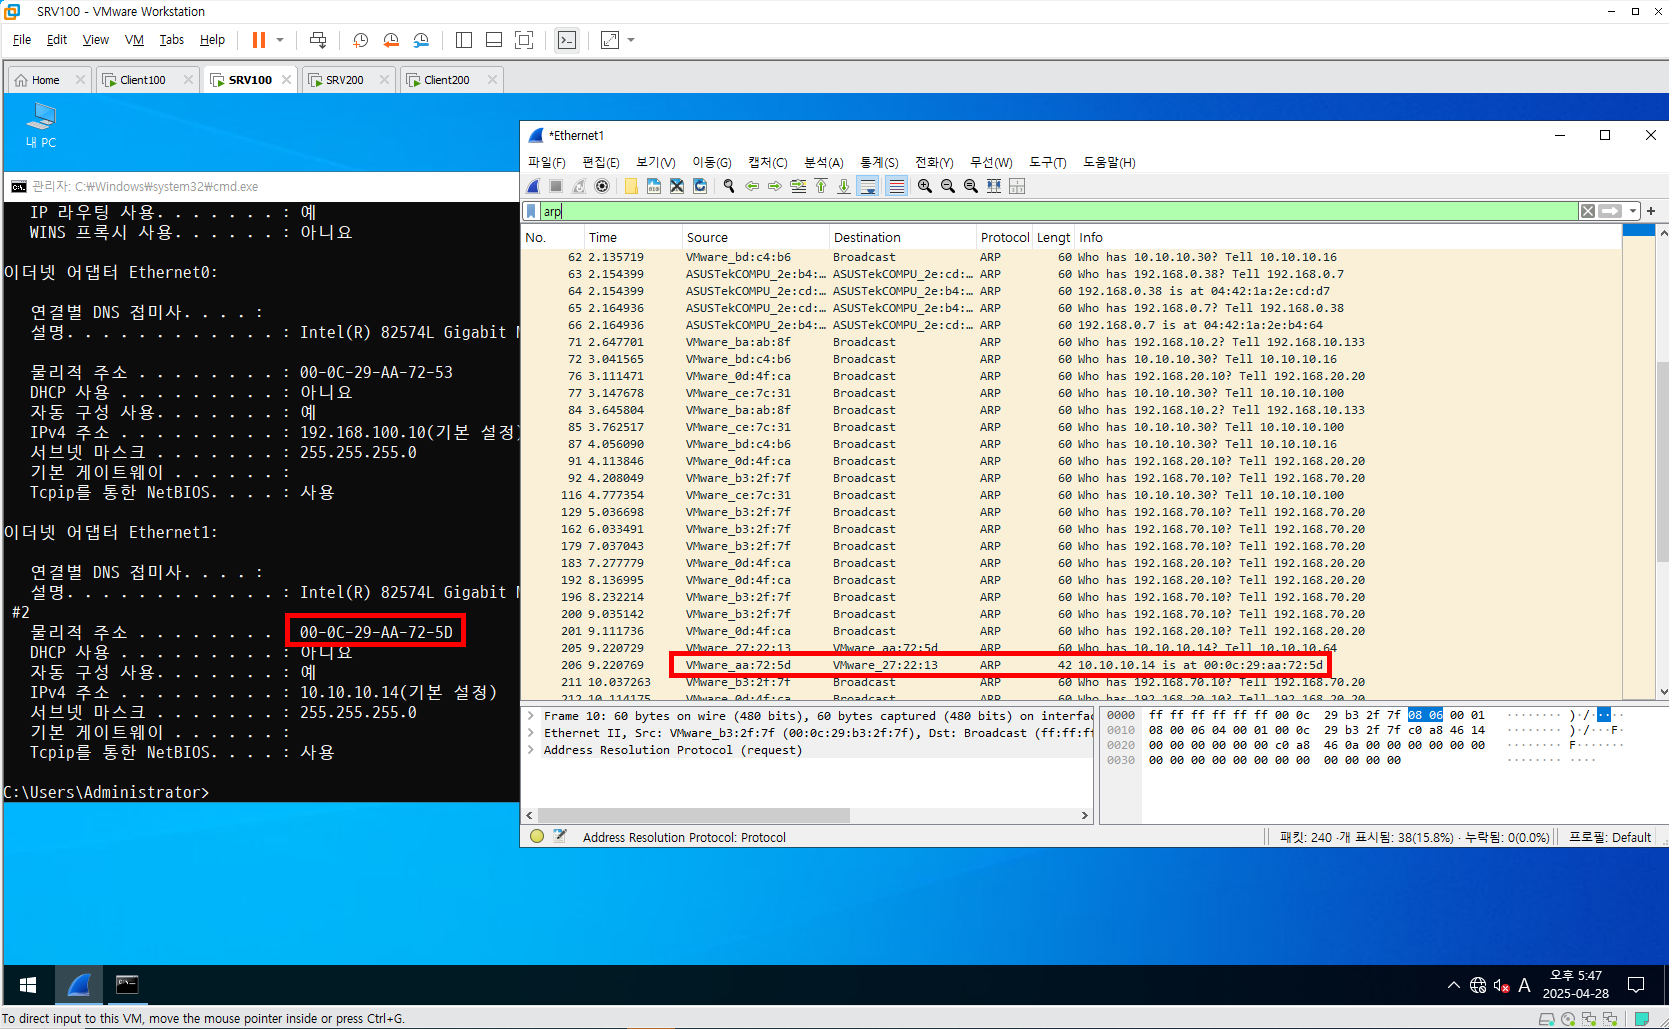 SRV100 - VMware Workstation
File Edit View VM Tabs Help
Home Client100 SRV100 SRV200 Client200
내 PC
관리자: C:₩Windows₩system32₩cmd.exe
IP 라우팅 사용. . . . . . . : 예
WINS 프록시 사용. . . . . . : 아니요
이더넷 어댑터 Ethernet0:
연결별 DNS 접미사. . . . :
설명. . . . . . . . . . . . : Intel(R) 82574L Gigabit N
물리적 주소 . . . . . . . . : 00-0C-29-AA-72-53
DHCP 사용 . . . . . . . . . : 아니요
자동 구성 사용. . . . . . . : 예
IPv4 주소 . . . . . . . . . : 192.168.100.10(기본 설정)
서브넷 마스크 . . . . . . . : 255.255.255.0
기본 게이트웨이 . . . . . . :
Tcpip를 통한 NetBIOS. . . . : 사용
이더넷 어댑터 Ethernet1:
연결별 DNS 접미사. . . . :
설명. . . . . . . . . . . . : Intel(R) 82574L Gigabit N
#2
물리적 주소 . . . . . . . . 00-0C-29-AA-72-5D
DHCP 사용 . . . . . . . . . : 아니요
자동 구성 사용. . . . . . . : 예
IPv4 주소 . . . . . . . . . : 10.10.10.14(기본 설정)
서브넷 마스크 . . . . . . . : 255.255.255.0
기본 게이트웨이 . . . . . . :
Tcpip를 통한 NetBIOS. . . . : 사용
C:\Users\Administrator>
*Ethernet1
파일(F) 편집(E) 보기(V) 이동(G) 캡처(C) 분석(A) 통계(S) 전화(Y) 무선(W) 도구(T) 도움말(H)
arp
No. Time Source Destination Protocol Lengt Info
62 2.135719 VMware_bd:c4:b6 Broadcast ARP 60 Who has 10.10.10.30? Tell 10.10.10.16
63 2.154399 ASUSTekCOMPU_2e:b4:… ASUSTekCOMPU_2e:cd:… ARP 60 Who has 192.168.0.38? Tell 192.168.0.7
64 2.154399 ASUSTekCOMPU_2e:cd:… ASUSTekCOMPU_2e:b4:… ARP 60 192.168.0.38 is at 04:42:1a:2e:cd:d7
65 2.164936 ASUSTekCOMPU_2e:cd:… ASUSTekCOMPU_2e:b4:… ARP 60 Who has 192.168.0.7? Tell 192.168.0.38
66 2.164936 ASUSTekCOMPU_2e:b4:… ASUSTekCOMPU_2e:cd:… ARP 60 192.168.0.7 is at 04:42:1a:2e:b4:64
71 2.647701 VMware_ba:ab:8f Broadcast ARP 60 Who has 192.168.10.2? Tell 192.168.10.133
72 3.041565 VMware_bd:c4:b6 Broadcast ARP 60 Who has 10.10.10.30? Tell 10.10.10.16
76 3.111471 VMware_0d:4f:ca Broadcast ARP 60 Who has 192.168.20.10? Tell 192.168.20.20
77 3.147678 VMware_ce:7c:31 Broadcast ARP 60 Who has 10.10.10.30? Tell 10.10.10.100
84 3.645804 VMware_ba:ab:8f Broadcast ARP 60 Who has 192.168.10.2? Tell 192.168.10.133
85 3.762517 VMware_ce:7c:31 Broadcast ARP 60 Who has 10.10.10.30? Tell 10.10.10.100
87 4.056090 VMware_bd:c4:b6 Broadcast ARP 60 Who has 10.10.10.30? Tell 10.10.10.16
91 4.113846 VMware_0d:4f:ca Broadcast ARP 60 Who has 192.168.20.10? Tell 192.168.20.20
92 4.208049 VMware_b3:2f:7f Broadcast ARP 60 Who has 192.168.70.10? Tell 192.168.70.20
116 4.777354 VMware_ce:7c:31 Broadcast ARP 60 Who has 10.10.10.30? Tell 10.10.10.100
129 5.036698 VMware_b3:2f:7f Broadcast ARP 60 Who has 192.168.70.10? Tell 192.168.70.20
162 6.033491 VMware_b3:2f:7f Broadcast ARP 60 Who has 192.168.70.10? Tell 192.168.70.20
179 7.037043 VMware_b3:2f:7f Broadcast ARP 60 Who has 192.168.70.10? Tell 192.168.70.20
183 7.277779 VMware_0d:4f:ca Broadcast ARP 60 Who has 192.168.20.10? Tell 192.168.20.20
192 8.136995 VMware_0d:4f:ca Broadcast ARP 60 Who has 192.168.20.10? Tell 192.168.20.20
196 8.232214 VMware_b3:2f:7f Broadcast ARP 60 Who has 192.168.70.10? Tell 192.168.70.20
200 9.035142 VMware_b3:2f:7f Broadcast ARP 60 Who has 192.168.70.10? Tell 192.168.70.20
201 9.111736 VMware_0d:4f:ca Broadcast ARP 60 Who has 192.168.20.10? Tell 192.168.20.20
205 9.220729 VMware_27:22:13 VMware_aa:72:5d ARP 60 Who has 10.10.10.14? Tell 10.10.10.64
206 9.220769 VMware_aa:72:5d VMware_27:22:13 ARP 42 10.10.10.14 is at 00:0c:29:aa:72:5d
211 10.037263 VMware_b3:2f:7f Broadcast ARP 60 Who has 192.168.70.10? Tell 192.168.70.20
212 10.114175 VMware_0d:4f:ca Broadcast ARP 60 Who has 192.168.20.10? Tell 192.168.20.20
Frame 10: 60 bytes on wire (480 bits), 60 bytes captured (480 bits) on interfac
Ethernet II, Src: VMware_b3:2f:7f (00:0c:29:b3:2f:7f), Dst: Broadcast (ff:ff:ff
Address Resolution Protocol (request)
0000 ff ff ff ff ff ff 00 0c 29 b3 2f 7f 08 06 00 01 ········ )·/·····
0010 08 00 06 04 00 01 00 0c 29 b3 2f 7f c0 a8 46 14 ········ )·/···F·
0020 00 00 00 00 00 00 c0 a8 46 0a 00 00 00 00 00 00 ········ F·······
0030 00 00 00 00 00 00 00 00 00 00 00 00 ········ ····
Address Resolution Protocol: Protocol
패킷: 240 ·개 표시됨: 38(15.8%) · 누락됨: 0(0.0%)
프로필: Default
A
오후 5:47
2025-04-28
To direct input to this VM, move the mouse pointer inside or press Ctrl+G.